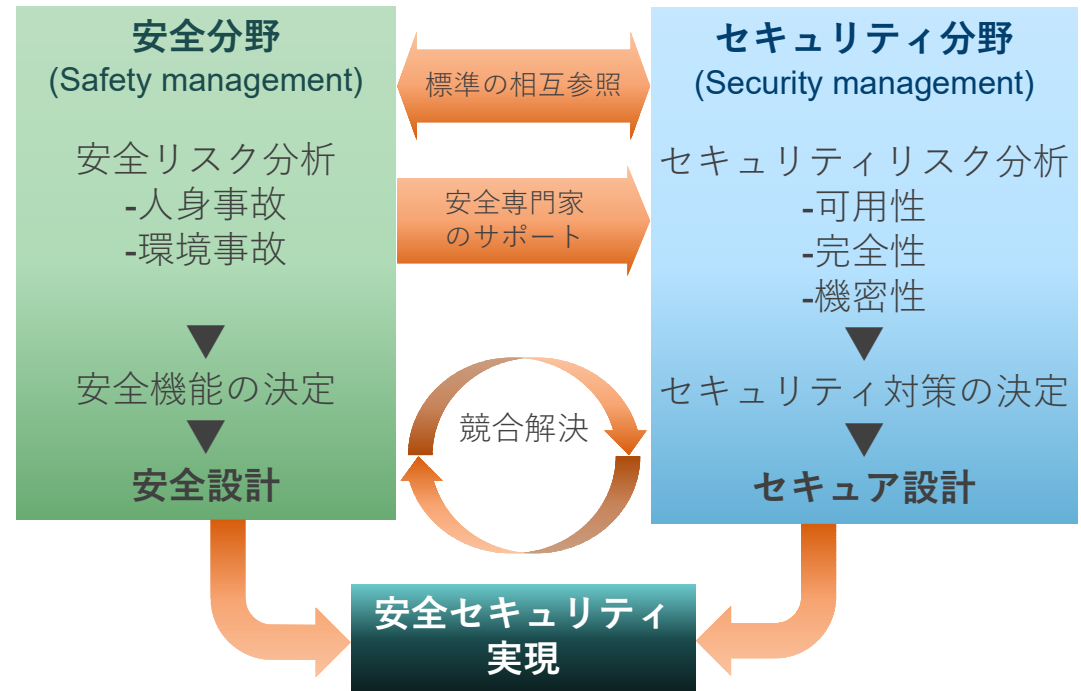 安全分野
(Safety management)
安全リスク分析
-人身事故
-環境事故
安全機能の決定
安全設計
標準の相互参照
安全専門家
のサポート
競合解決
セキュリティ分野
(Security management)
セキュリティリスク分析
-可用性
-完全性
-機密性
セキュリティ対策の決定
セキュア設計
安全セキュリティ
実現